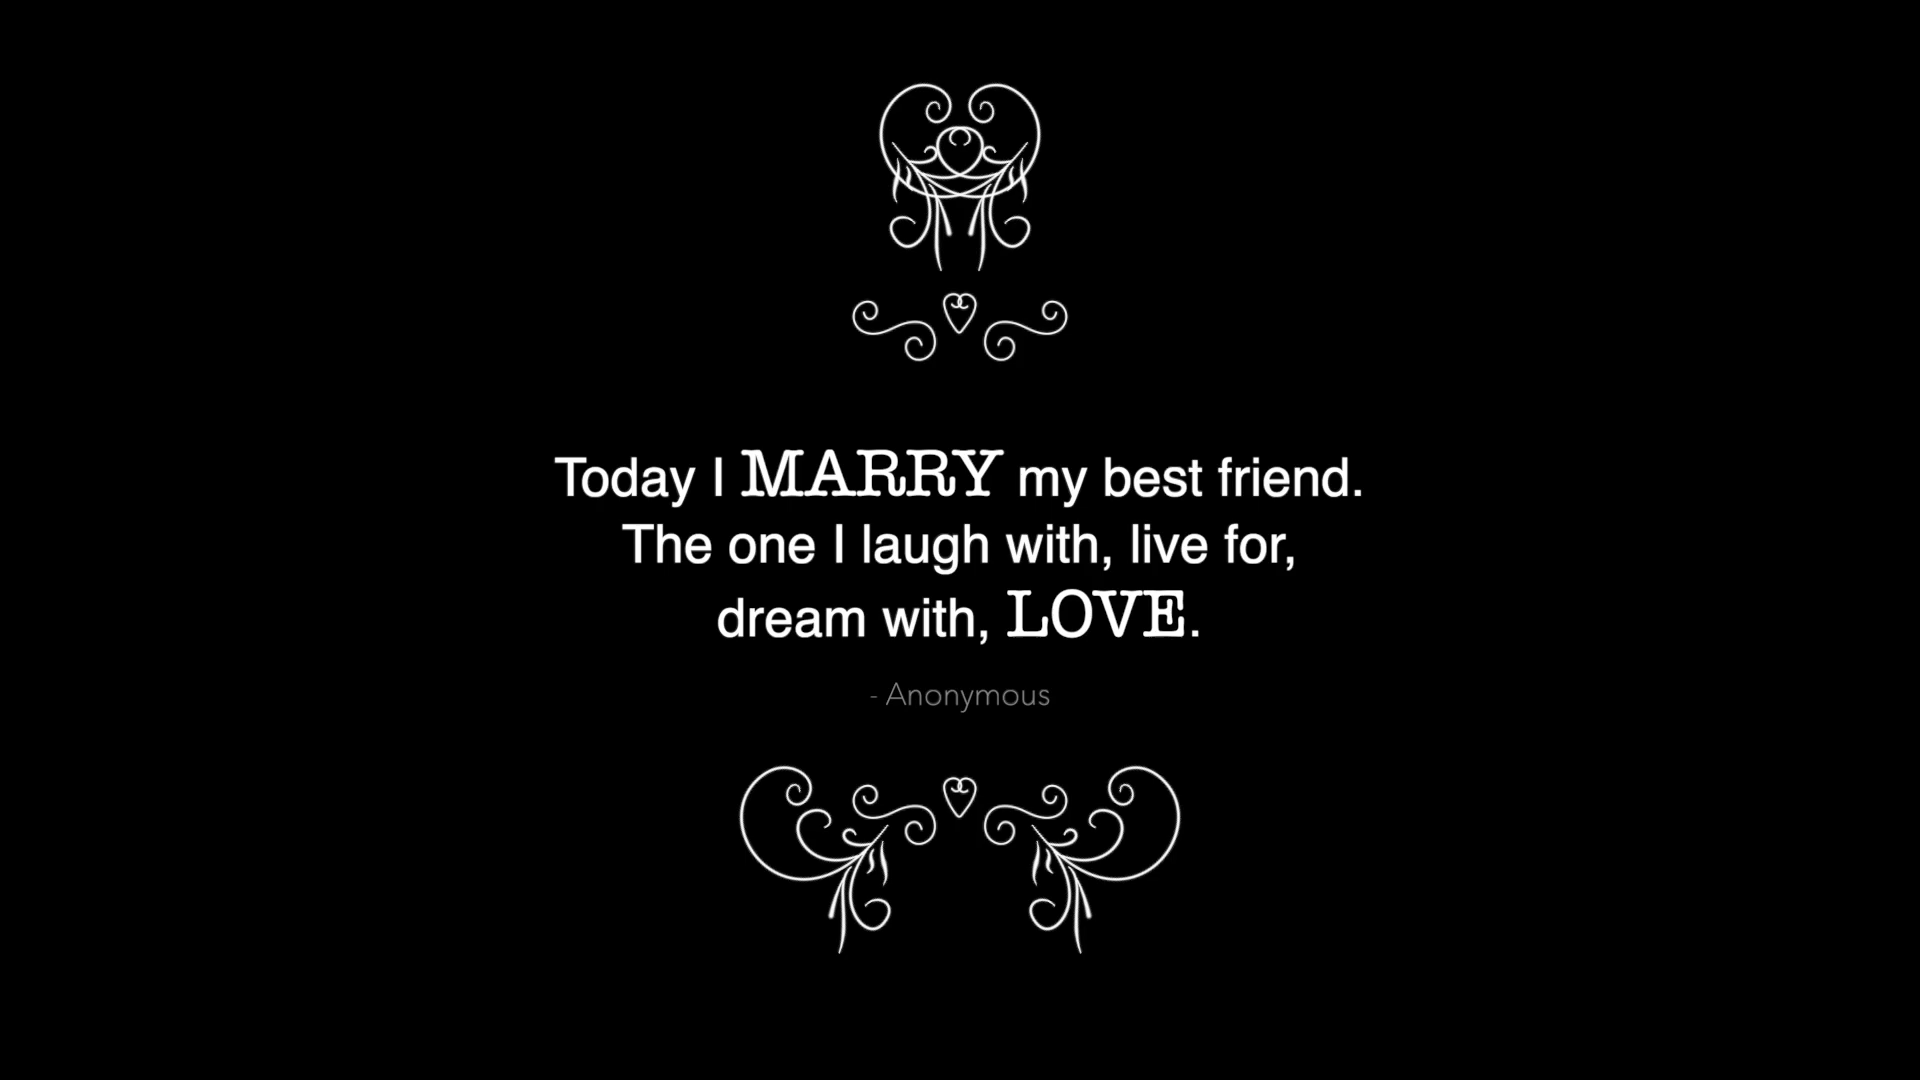 Today I MARRY my best friend.
The one I laugh with, live for,
dream with, LOVE.
- Anonymous